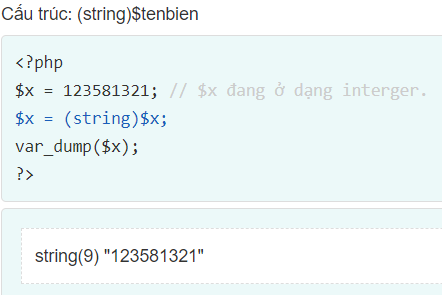 Cấu trúc: (string)$tenbien
<?php
$x = 123581321; // $x đang ở dạng interger.
$x = (string)$x;
var_dump($x);
?>
string(9) "123581321"